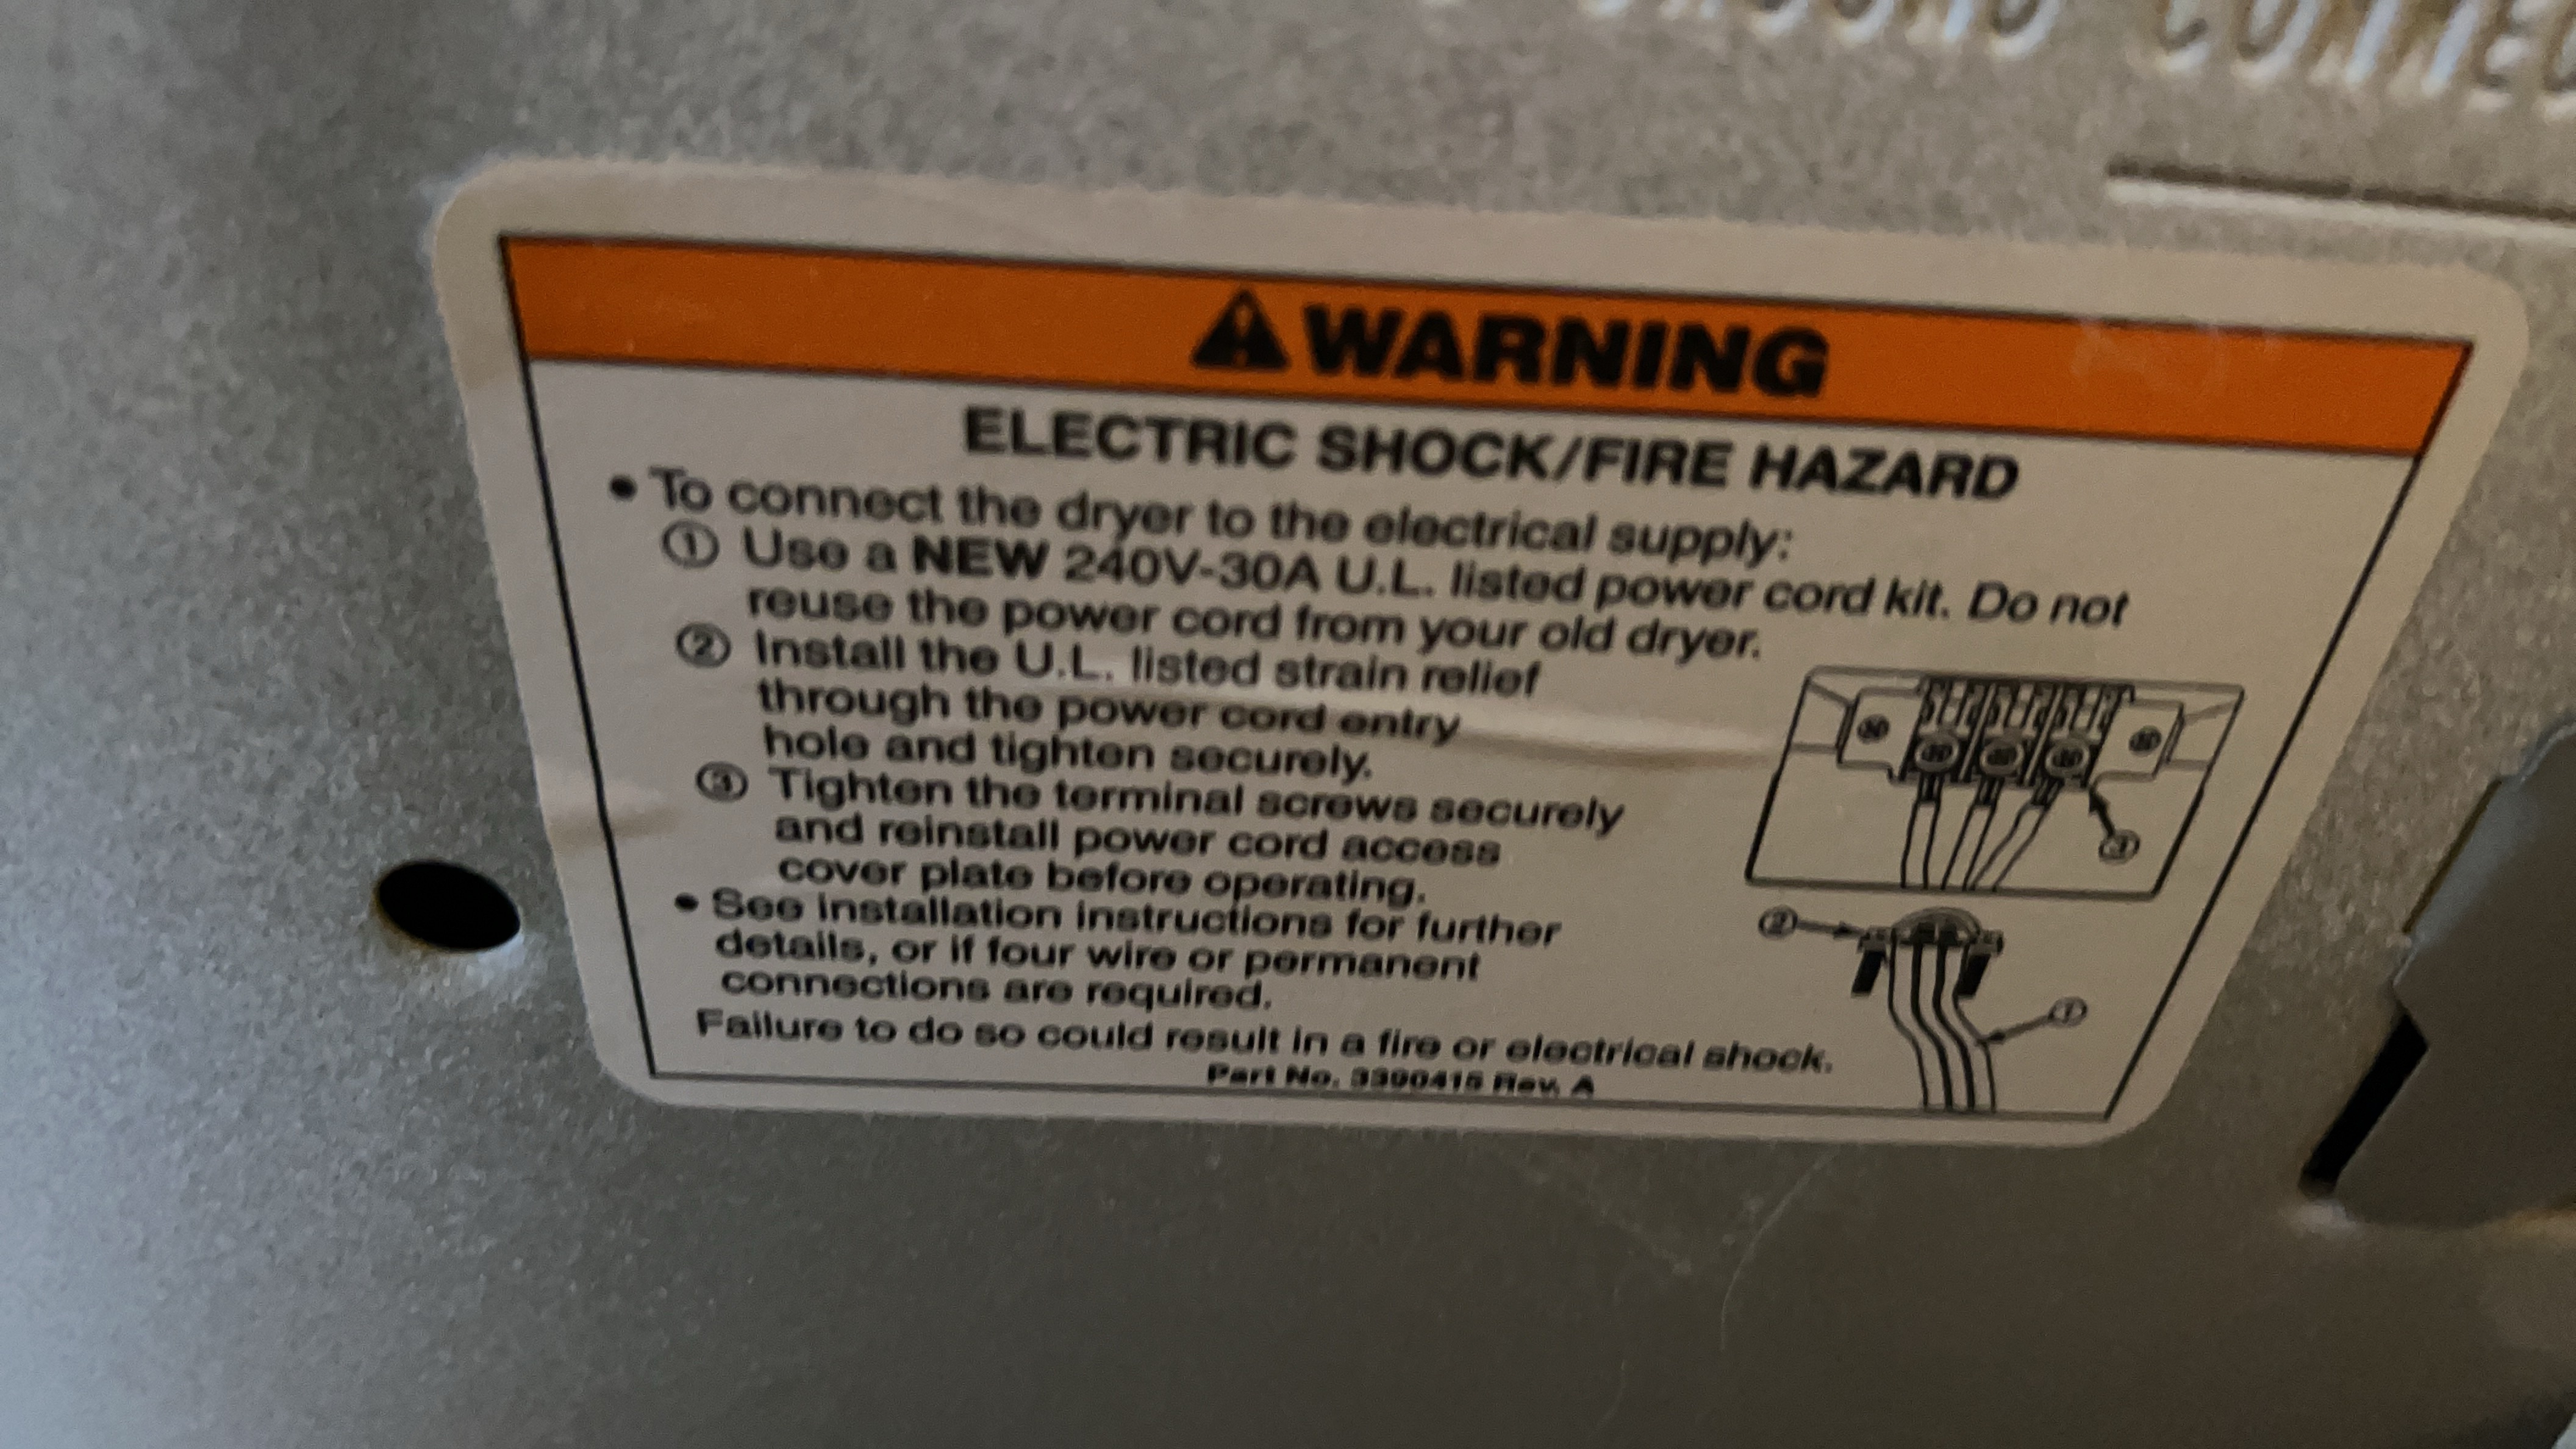 WARNING
ELECTRIC SHOCK/FIRE HAZARD
• To connect the dryer to the electrical supply:
① Use a NEW 240V-30A U.L. listed power cord kit. Do not
reuse the power cord from your old dryer.
② Install the U.L. listed strain relief
through the power cord entry
hole and tighten securely.
③ Tighten the terminal screws securely
and reinstall power cord access
cover plate before operating.
• See installation instructions for further
details, or if four wire or permanent
connections are required.
Failure to do so could result in a fire or electrical shock.
Part No. 3390415 Rev. A
③
②
①